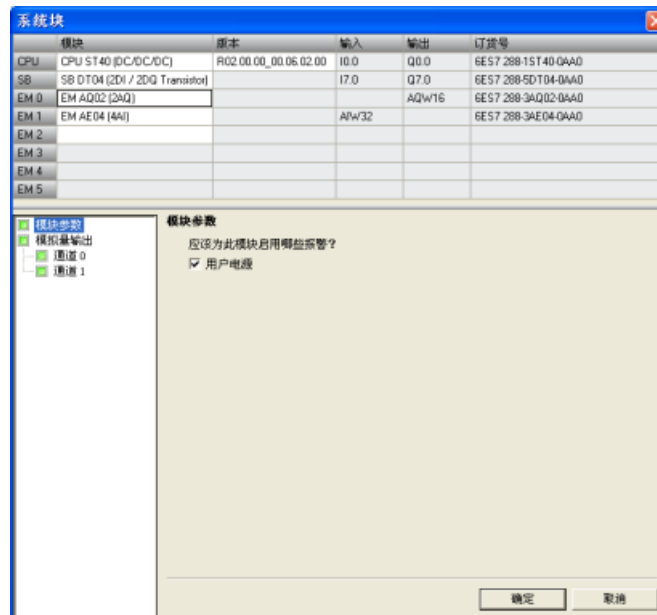 系统块
模块 版本 输入 输出 订货号
CPU CPU ST40 (DC/DC/DC) R02.00.00_00.06.02.00 I0.0 Q0.0 6ES7 288-1ST40-0AA0
SB SB DT04 (2DI / 2DQ Transistor) I7.0 Q7.0 6ES7 288-5DT04-0AA0
EM 0 EM AQ02 (2AQ) AQW16 6ES7 288-3AQ02-0AA0
EM 1 EM AE04 (4AI) AIW32 6ES7 288-3AE04-0AA0
EM 2
EM 3
EM 4
EM 5
模块参数
模拟量输出
通道 0
通道 1
模块参数
应该为此模块启用哪些报警?
用户电源
确定 取消